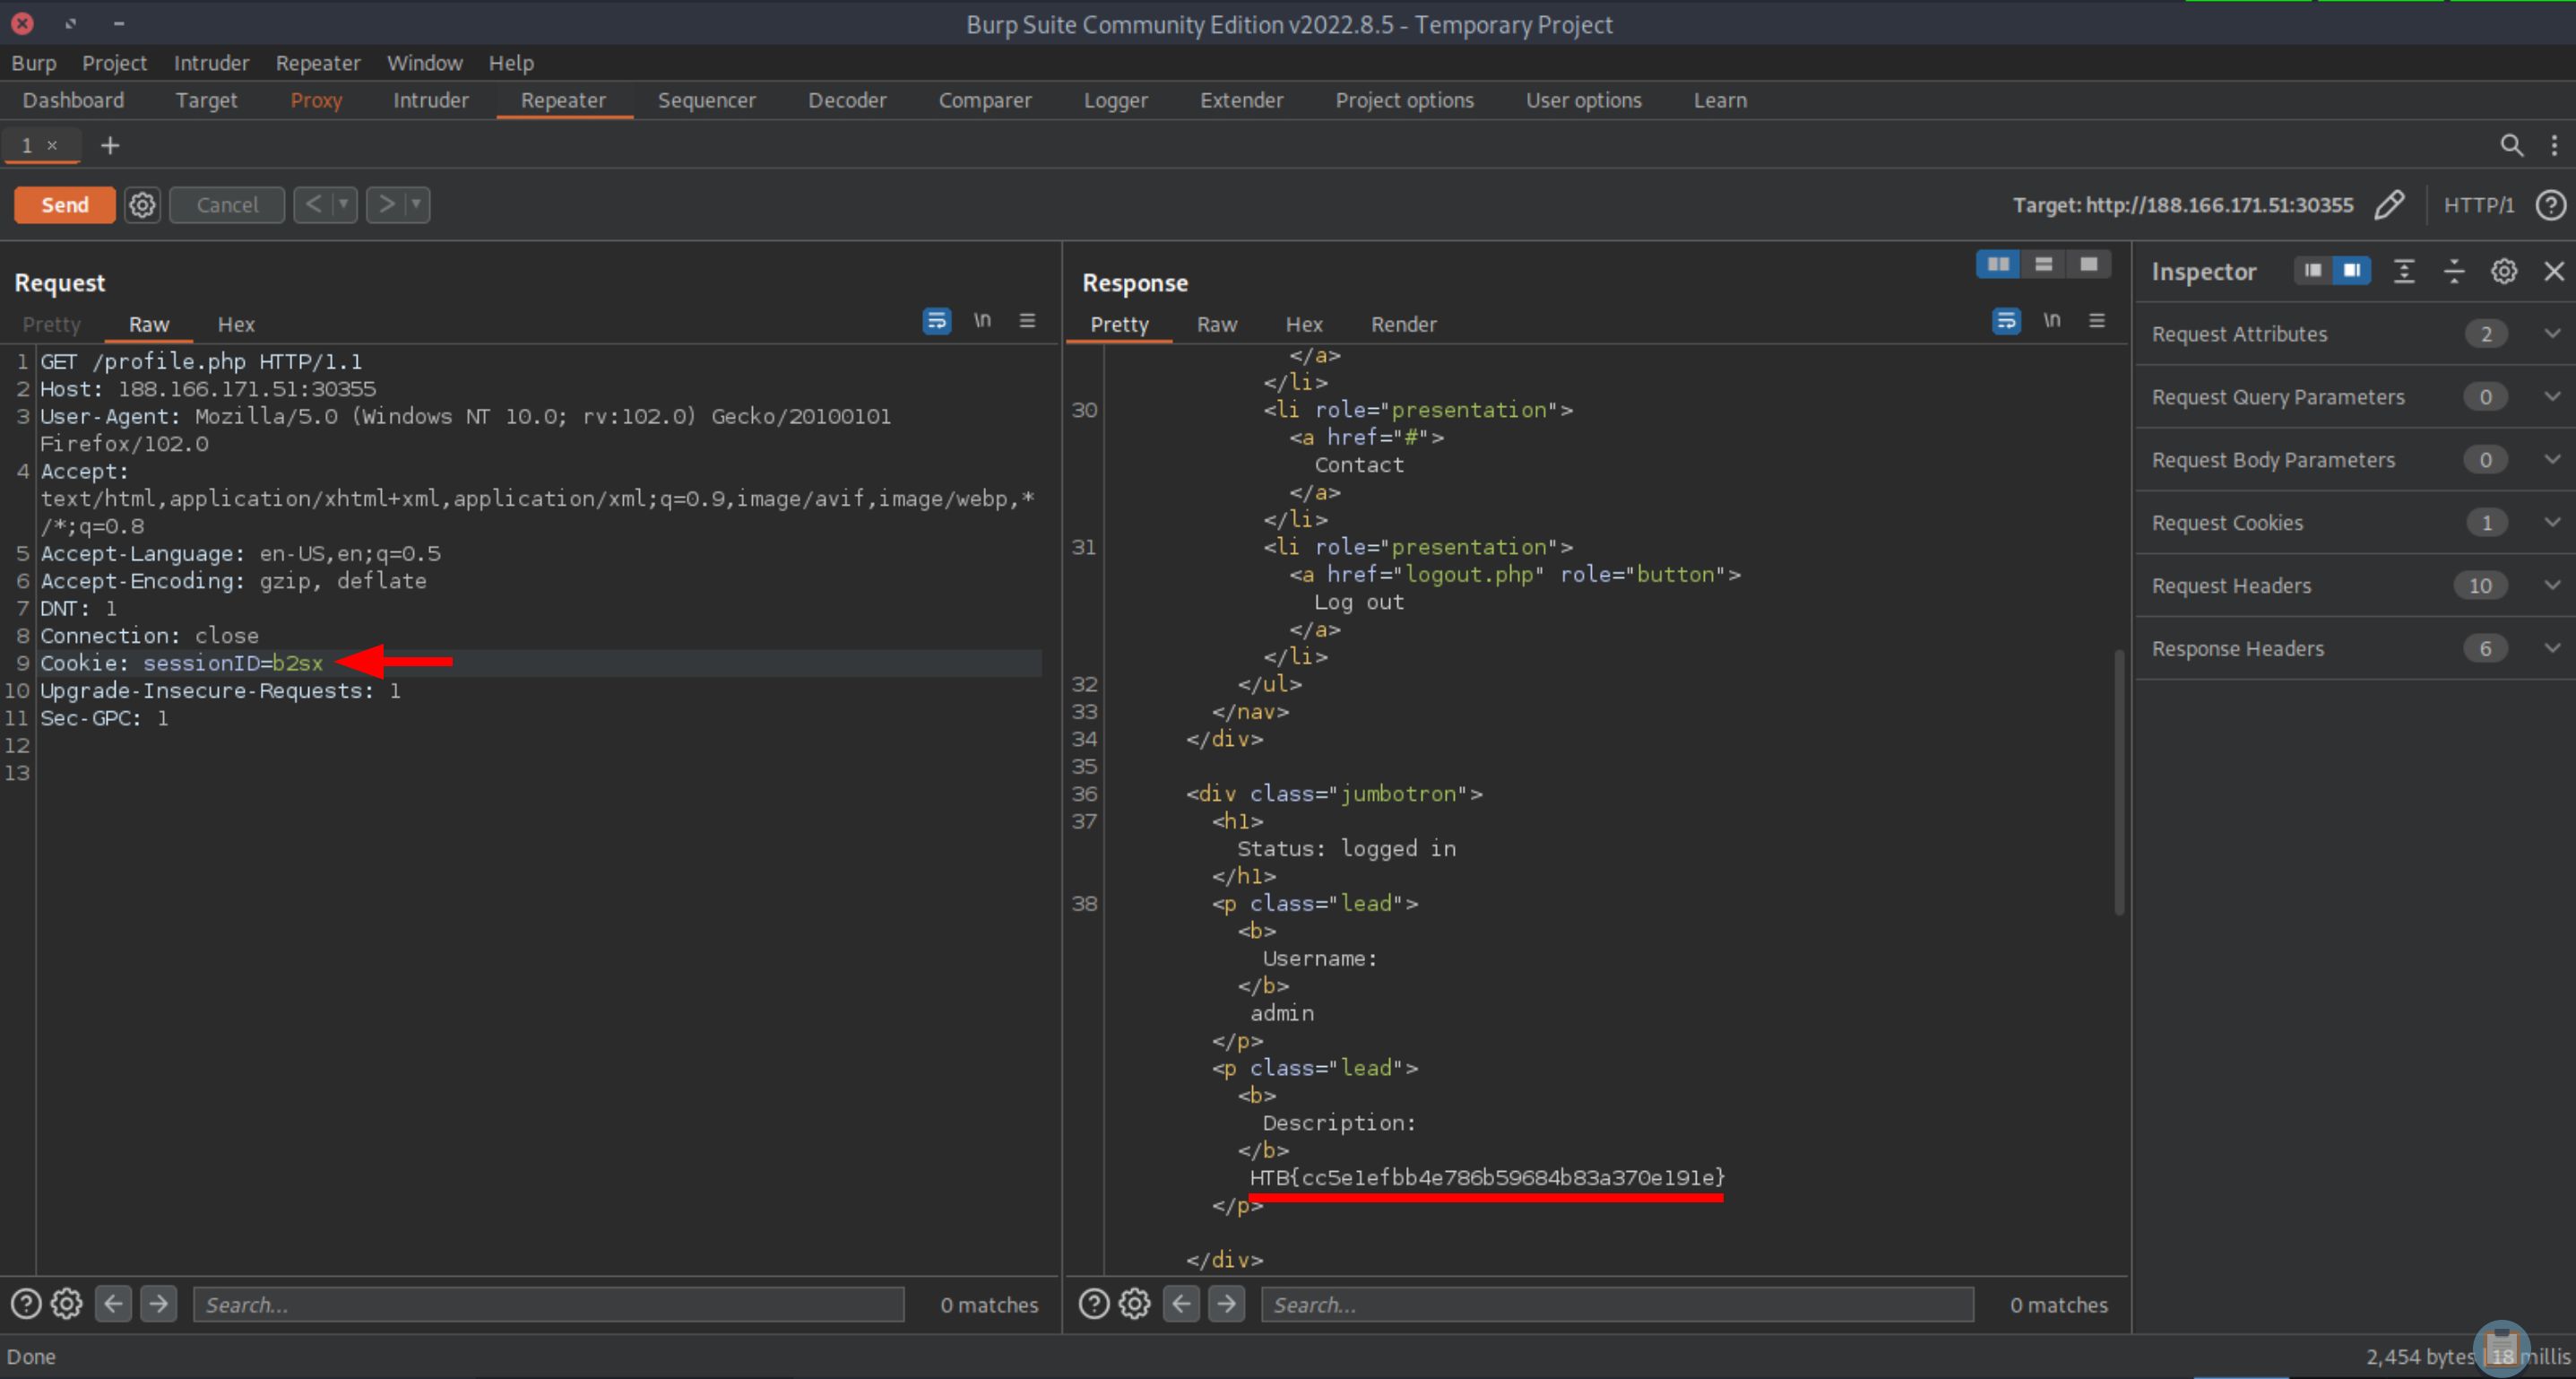 Burp Suite Community Edition v2022.8.5 - Temporary Project
Burp Project Intruder Repeater Window Help
Dashboard Target Proxy Intruder Repeater Sequencer Decoder Comparer Logger Extender Project options User options Learn
1 × +
Send Cancel < > Target: http://188.166.171.51:30355 HTTP/1 ?
Request
Pretty Raw Hex \n
1 GET /profile.php HTTP/1.1
2 Host: 188.166.171.51:30355
3 User-Agent: Mozilla/5.0 (Windows NT 10.0; rv:102.0) Gecko/20100101
Firefox/102.0
4 Accept:
text/html,application/xhtml+xml,application/xml;q=0.9,image/avif,image/webp,*
/*;q=0.8
5 Accept-Language: en-US,en;q=0.5
6 Accept-Encoding: gzip, deflate
7 DNT: 1
8 Connection: close
9 Cookie: sessionID=b2sx
10 Upgrade-Insecure-Requests: 1
11 Sec-GPC: 1
12
13
Search... 0 matches
Response
Pretty Raw Hex Render \n
</a>
</li>
30 <li role="presentation">
<a href="#">
Contact
</a>
</li>
31 <li role="presentation">
<a href="logout.php" role="button">
Log out
</a>
</li>
32 </ul>
33 </nav>
34 </div>
35
36 <div class="jumbotron">
37 <h1>
Status: logged in
</h1>
38 <p class="lead">
<b>
Username:
</b>
admin
</p>
<p class="lead">
<b>
Description:
</b>
HTB{cc5e1efbb4e786b59684b83a370e191e}
</p>
</div>
Search... 0 matches
Inspector
Request Attributes 2
Request Query Parameters 0
Request Body Parameters 0
Request Cookies 1
Request Headers 10
Response Headers 6
Done
2,454 bytes | 18 millis